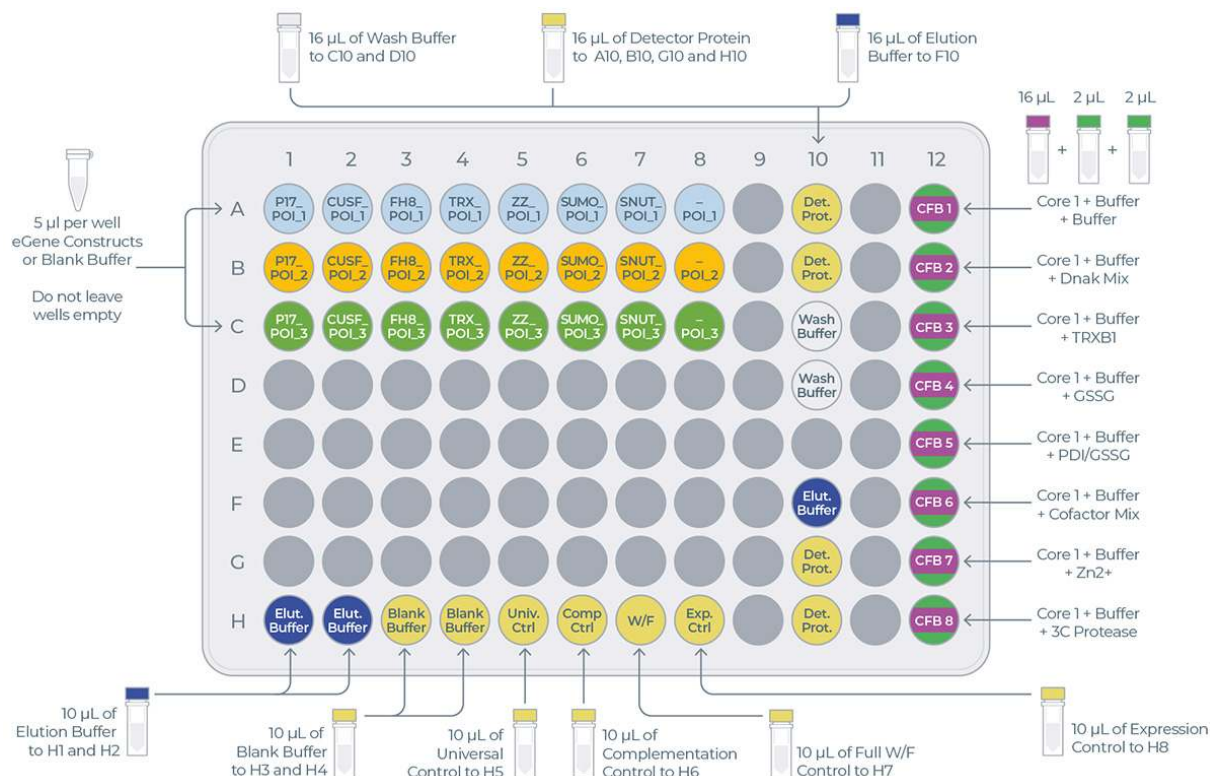 16 µL of Wash Buffer
to C10 and D10
16 µL of Detector Protein
to A10, B10, G10 and H10
16 µL of Elution
Buffer to F10
16 µL
2 µL
2 µL
+
+
1 2 3 4 5 6 7 8 9 10 11 12
5 µl per well
eGene Constructs
or Blank Buffer
Do not leave
wells empty
A
P17_
POI_1
CUSF_
POI_1
FH8_
POI_1
TRX_
POI_1
ZZ_
POI_1
SUMO_
POI_1
SNUT_
POI_1
–
POI_1
Det.
Prot.
CFB 1
Core 1 + Buffer
+ Buffer
B
P17_
POI_2
CUSF_
POI_2
FH8_
POI_2
TRX_
POI_2
ZZ_
POI_2
SUMO_
POI_2
SNUT_
POI_2
–
POI_2
Det.
Prot.
CFB 2
Core 1 + Buffer
+ Dnak Mix
C
P17_
POI_3
CUSF_
POI_3
FH8_
POI_3
TRX_
POI_3
ZZ_
POI_3
SUMO_
POI_3
SNUT_
POI_3
–
POI_3
Wash
Buffer
CFB 3
Core 1 + Buffer
+ TRXB1
D
Wash
Buffer
CFB 4
Core 1 + Buffer
+ GSSG
E
CFB 5
Core 1 + Buffer
+ PDI/GSSG
F
Elut.
Buffer
CFB 6
Core 1 + Buffer
+ Cofactor Mix
G
Det.
Prot.
CFB 7
Core 1 + Buffer
+ Zn2+
H
Elut.
Buffer
Elut.
Buffer
Blank
Buffer
Blank
Buffer
Univ.
Ctrl
Comp
Ctrl
W/F
Exp.
Ctrl
Det.
Prot.
CFB 8
Core 1 + Buffer
+ 3C Protease
10 µL of
Elution Buffer
to H1 and H2
10 µL of
Blank Buffer
to H3 and H4
10 µL of
Universal
Control to H5
10 µL of
Complementation
Control to H6
10 µL of Full W/F
Control to H7
10 µL of Expression
Control to H8